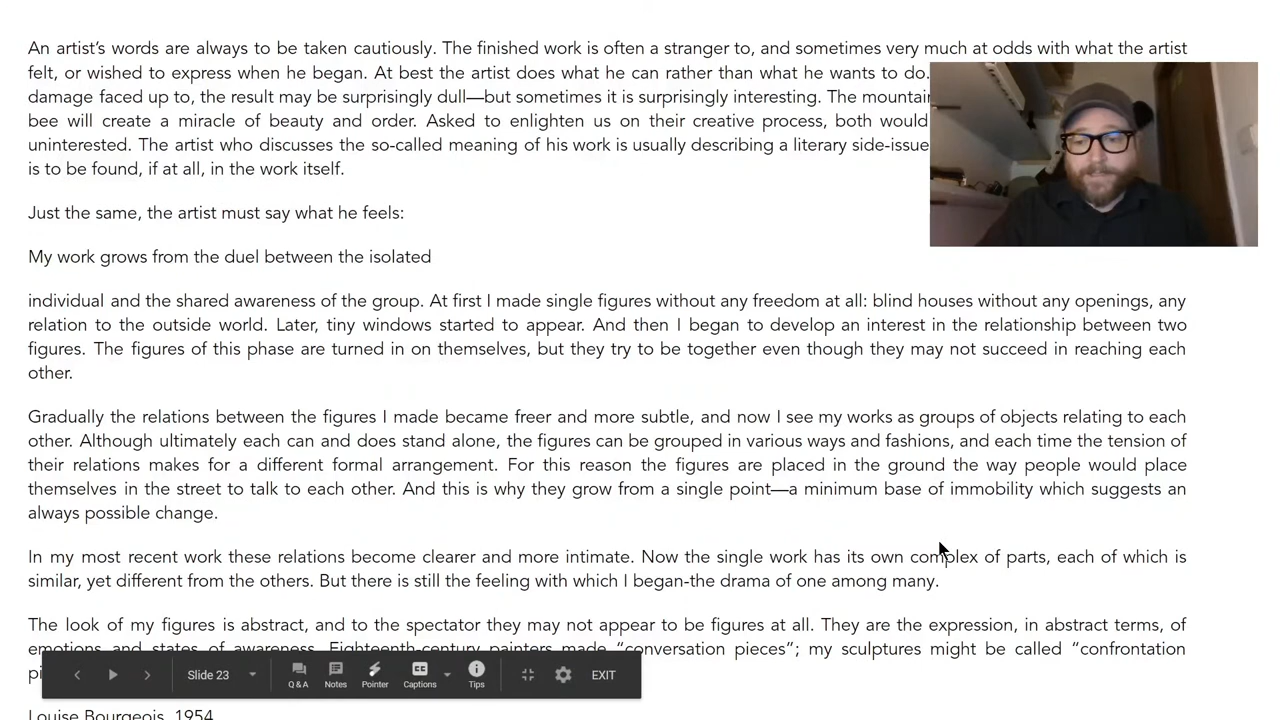 An artist’s words are always to be taken cautiously. The finished work is often a stranger to, and sometimes very much at odds with what the artist
felt, or wished to express when he began. At best the artist does what he can rather than what he wants to do.
damage faced up to, the result may be surprisingly dull—but sometimes it is surprisingly interesting. The mountain
bee will create a miracle of beauty and order. Asked to enlighten us on their creative process, both would
uninterested. The artist who discusses the so-called meaning of his work is usually describing a literary side-issue
is to be found, if at all, in the work itself.
Just the same, the artist must say what he feels:
My work grows from the duel between the isolated
individual and the shared awareness of the group. At first I made single figures without any freedom at all: blind houses without any openings, any
relation to the outside world. Later, tiny windows started to appear. And then I began to develop an interest in the relationship between two
figures. The figures of this phase are turned in on themselves, but they try to be together even though they may not succeed in reaching each
other.
Gradually the relations between the figures I made became freer and more subtle, and now I see my works as groups of objects relating to each
other. Although ultimately each can and does stand alone, the figures can be grouped in various ways and fashions, and each time the tension of
their relations makes for a different formal arrangement. For this reason the figures are placed in the ground the way people would place
themselves in the street to talk to each other. And this is why they grow from a single point—a minimum base of immobility which suggests an
always possible change.
In my most recent work these relations become clearer and more intimate. Now the single work has its own complex of parts, each of which is
similar, yet different from the others. But there is still the feeling with which I began-the drama of one among many.
The look of my figures is abstract, and to the spectator they may not appear to be figures at all. They are the expression, in abstract terms, of
emotions and states of awareness. Eighteenth-century painters made “conversation pieces”; my sculptures might be called “confrontation
Slide 23
Q & A
Notes
Pointer
Captions
Tips
EXIT
Louise Bourgeois, 1954